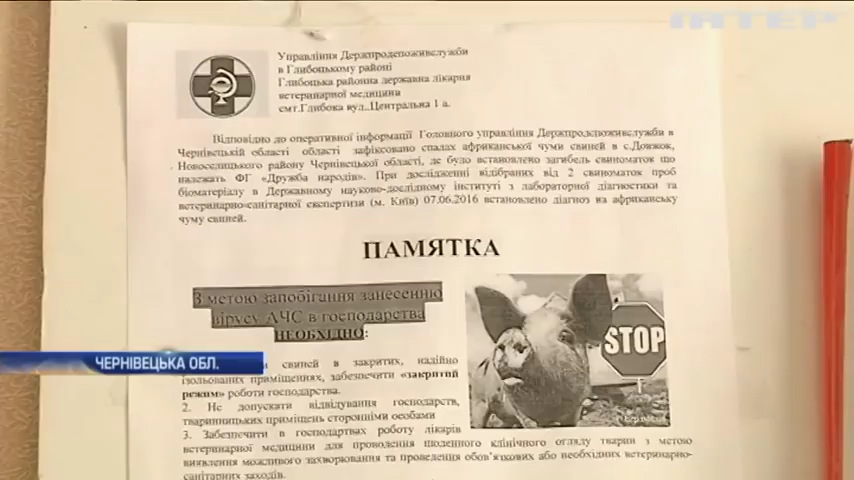 ІНТЕР
Управління Держпродспоживслужби
в Глибоцькому районі
Глибоцька районна державна лікарня
ветеринарної медицини
смт.Глибока вул..Центральна 1 а.
Відповідно до оперативної інформації Головного управління Держпродспоживслужби в
Чернівецькій області області зафіксовано спалах африканської чуми свиней в с.Довжок,
Новоселицького району Чернівецької області, де було встановлено загибель свиноматок що
належать ФГ «Дружба народів». При дослідженні відібраних від 2 свиноматок проб
біоматеріалу в Державному науково-дослідному інституті з лабораторної діагностики та
ветеринарно-санітарної експертизи (м. Київ) 07.06.2016 встановлено діагноз на африканську
чуму свиней.
ПАМЯТКА
З метою запобігання занесенню
вірусу АЧС в господарства
НЕОБХІДНО:
STOP
свиней в закритих, надійно
ізольованих приміщеннях, забезпечити «закритий
режим» роботи господарства.
2. Не допускати відвідування господарств,
тваринницьких приміщень сторонніми особами
3. Забезпечити в господартвах роботу лікарів
ветеринарної медицини для проведення щоденного клінічного огляду тварин з метою
виявлення можливого захворювання та проведення обов'язкових або необхідних ветеринарно-
санітарних заходів.
ЧЕРНІВЕЦЬКА ОБЛ.